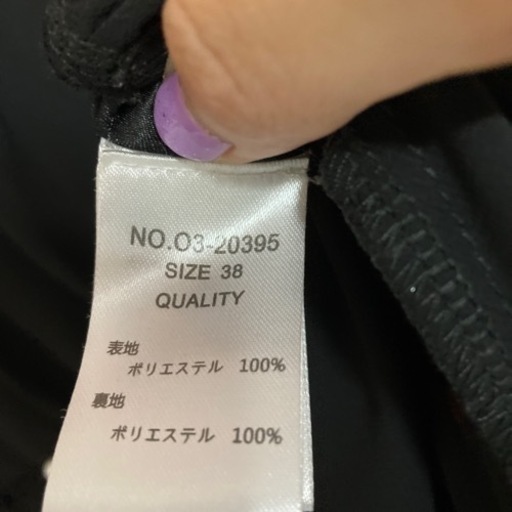 NO.O3-20395
SIZE 38
QUALITY
表地
ポリエステル 100%
裏地
ポリエステル 100%